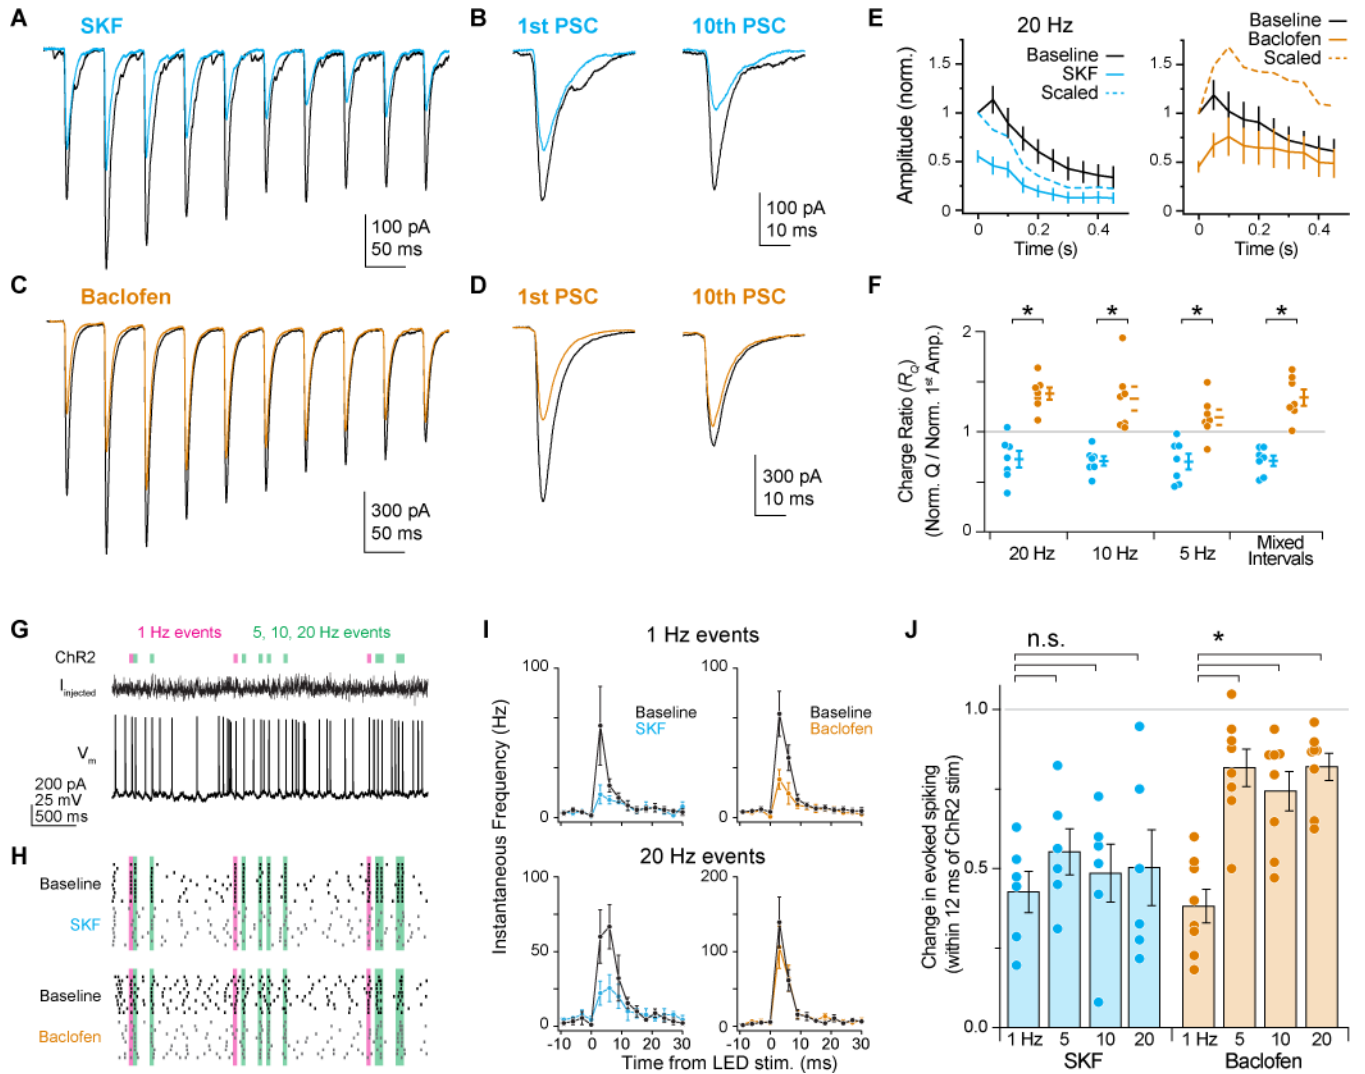 A
SKF
100 pA
50 ms
B
1st PSC
10th PSC
100 pA
10 ms
C
Baclofen
300 pA
50 ms
D
1st PSC
10th PSC
300 pA
10 ms
E
20 Hz
Baseline
SKF
Scaled
Amplitude (norm.)
1.5
1
0.5
0
0
0.2
0.4
Time (s)
Baseline
Baclofen
Scaled
1.5
1
0.5
0
0
0.2
0.4
Time (s)
F
Charge Ratio (RQ)
(Norm. Q / Norm. 1st Amp.)
2
1
0
*
*
*
*
20 Hz
10 Hz
5 Hz
Mixed
Intervals
G
1 Hz events
5, 10, 20 Hz events
ChR2
Iinjected
Vm
200 pA
25 mV
500 ms
H
Baseline
SKF
Baseline
Baclofen
I
Instantaneous Frequency (Hz)
1 Hz events
100
0
Baseline
SKF
100
0
Baseline
Baclofen
20 Hz events
100
50
0
200
100
0
-10
0
10
20
30
-10
0
10
20
30
Time from LED stim. (ms)
J
n.s.
*
Change in evoked spiking
(within 12 ms of ChR2 stim)
1.0
0.5
0.0
1 Hz
5
10
20
1 Hz
5
10
20
SKF
Baclofen